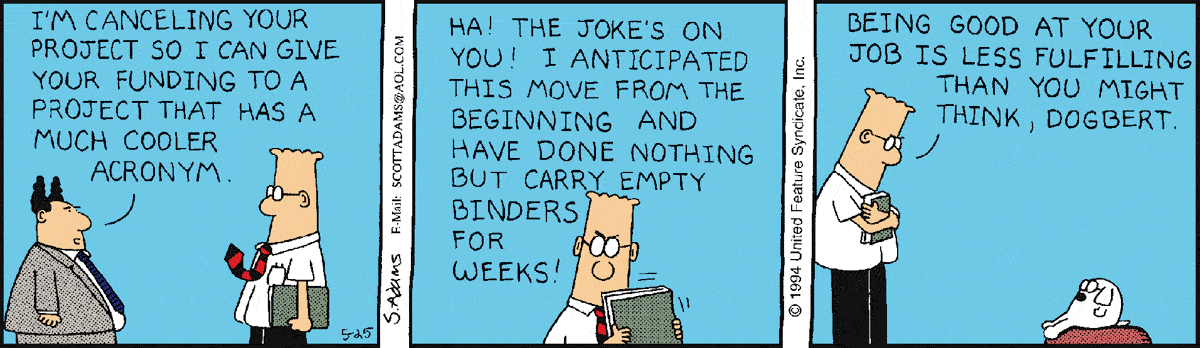 I'M CANCELING YOUR
PROJECT SO I CAN GIVE
YOUR FUNDING TO A
PROJECT THAT HAS A
MUCH COOLER
ACRONYM.
5-25
S.Adams E-Mail: SCOTTADAMS@AOL.COM
HA! THE JOKE'S ON
YOU! I ANTICIPATED
THIS MOVE FROM THE
BEGINNING AND
HAVE DONE NOTHING
BUT CARRY EMPTY
BINDERS
FOR
WEEKS!
© 1994 United Feature Syndicate, Inc.
BEING GOOD AT YOUR
JOB IS LESS FULFILLING
THAN YOU MIGHT
THINK, DOGBERT.